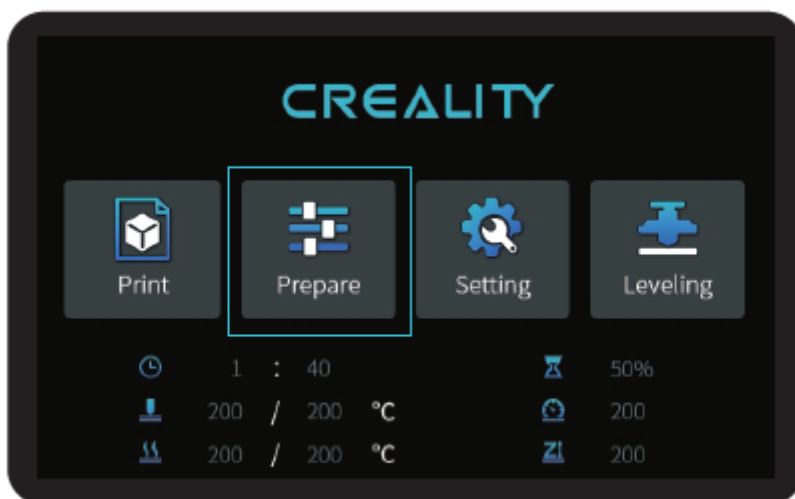 CREALITY
Print Prepare Setting Leveling
1 : 40 50%
200 / 200 °C 200
200 / 200 °C Z 200